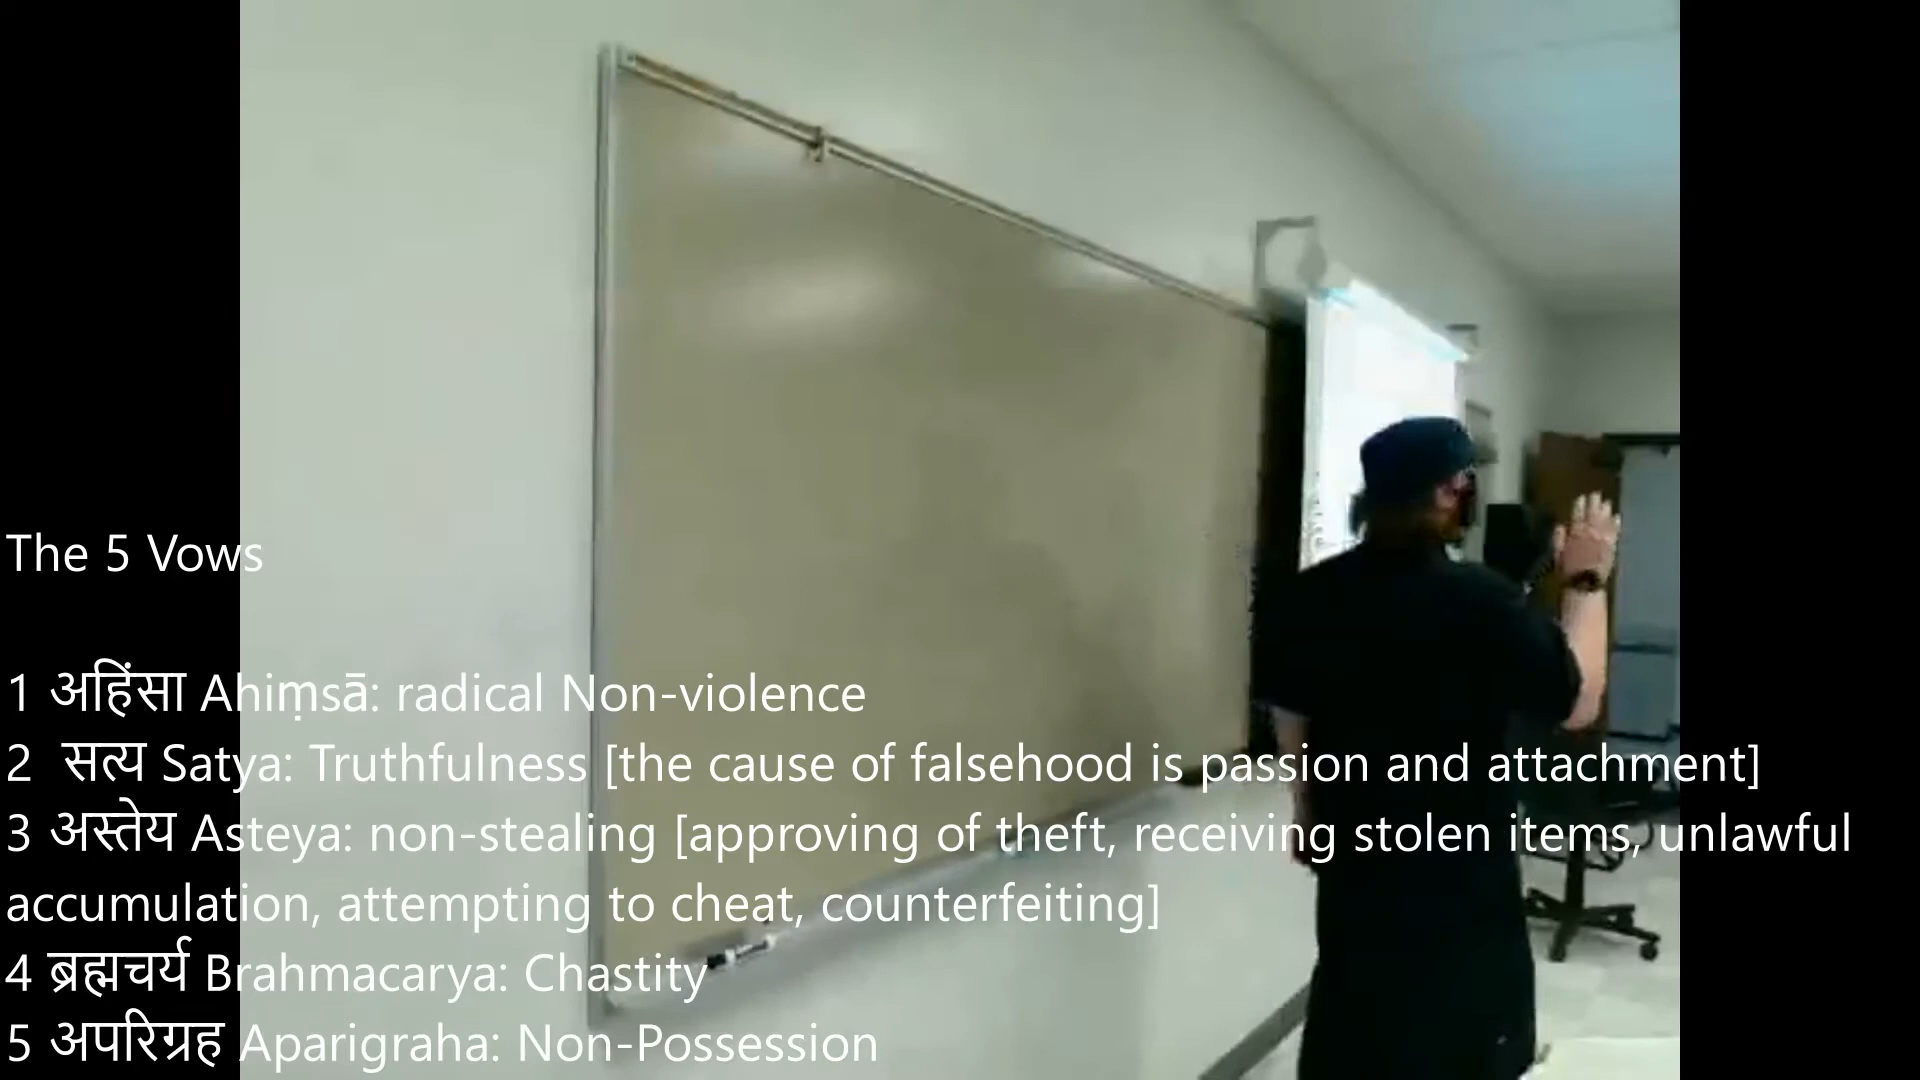 The 5 Vows
1 अहिंसा Ahiṃsā: radical Non-violence
2 सत्य Satya: Truthfulness [the cause of falsehood is passion and attachment]
3 अस्तेय Asteya: non-stealing [approving of theft, receiving stolen items, unlawful
accumulation, attempting to cheat, counterfeiting]
4 ब्रह्मचर्य Brahmacarya: Chastity
5 अपरिग्रह Aparigraha: Non-Possession